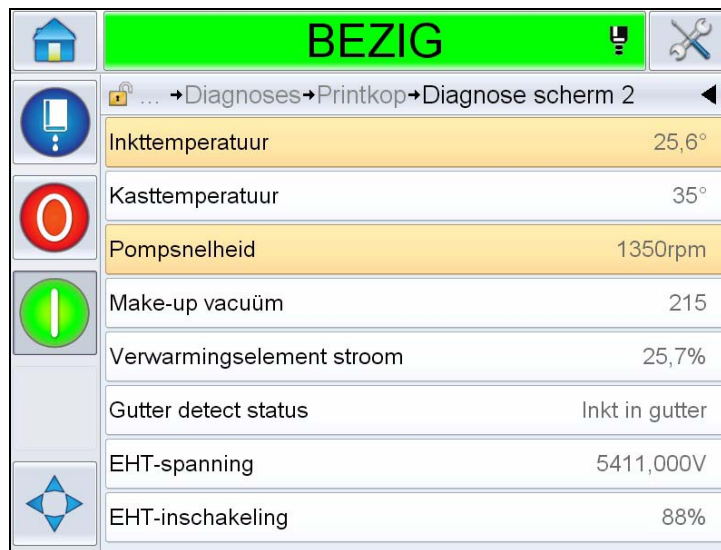 BEZIG
... →Diagnoses→Printkop→Diagnose scherm 2
Inkttemperatuur 25,6°
Kasttemperatuur 35°
Pompsnelheid 1350rpm
Make-up vacuüm 215
Verwarmingselement stroom 25,7%
Gutter detect status Inkt in gutter
EHT-spanning 5411,000V
EHT-inschakeling 88%